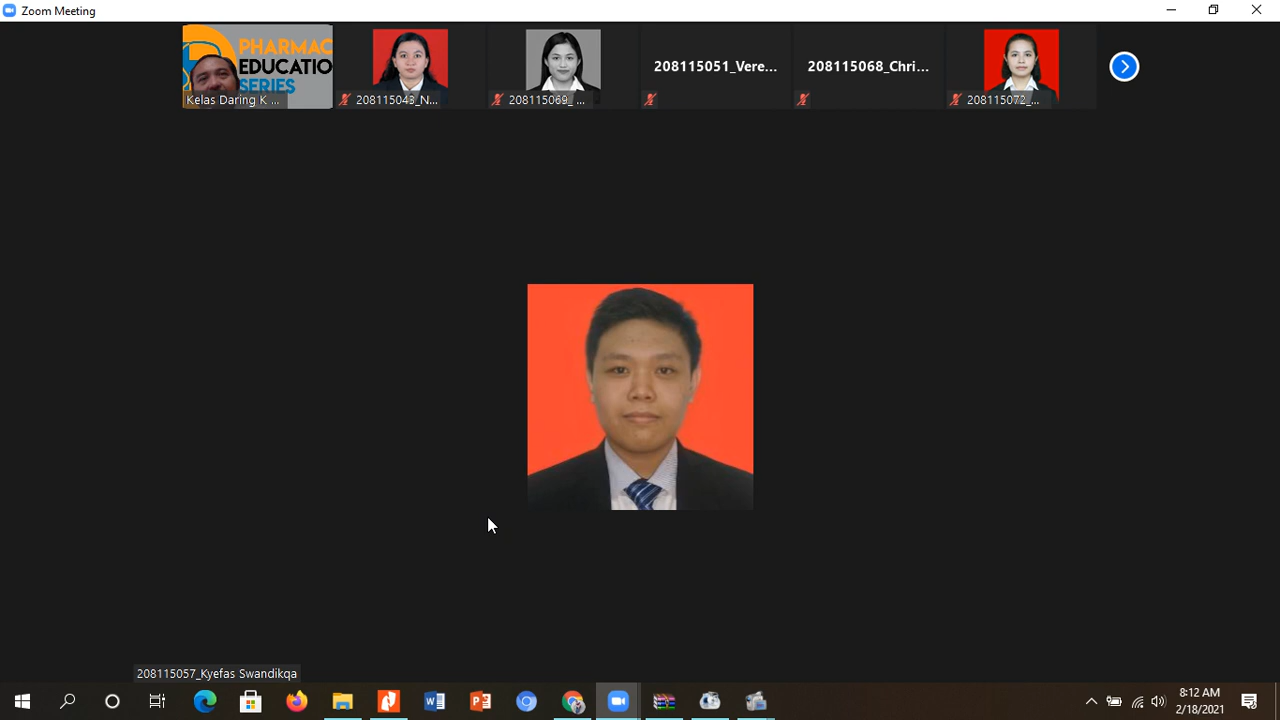 Zoom Meeting
PHARMAC
EDUCATIO
SERIES
Kelas Daring K ...
208115043_N...
208115069_ ...
208115051_Vere...
208115068_Chri...
208115072_...
208115057_Kyefas Swandikqa
8:12 AM
2/18/2021